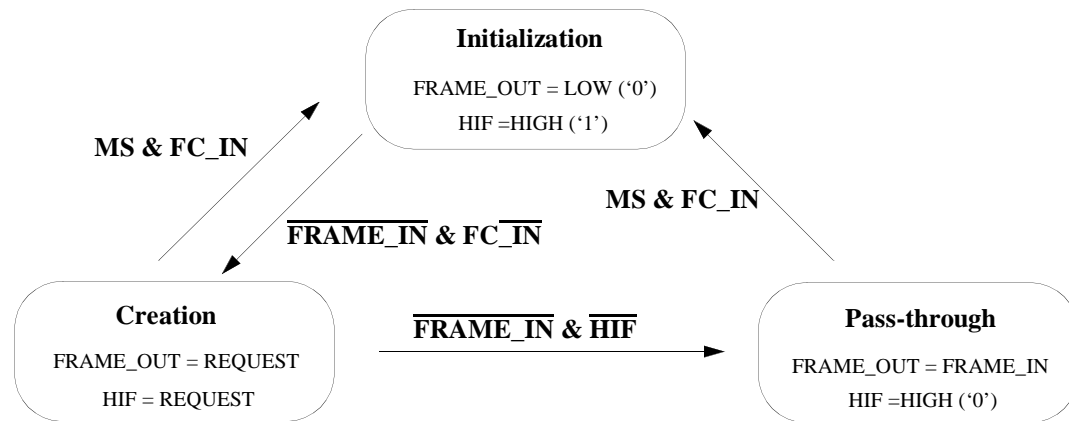 Initialization
FRAME_OUT = LOW (‘0’)
HIF =HIGH (‘1’)
MS & FC_IN
MS & FC_IN
FRAME_IN & FC_IN
Creation
FRAME_OUT = REQUEST
HIF = REQUEST
FRAME_IN & HIF
Pass-through
FRAME_OUT = FRAME_IN
HIF =HIGH (‘0’)